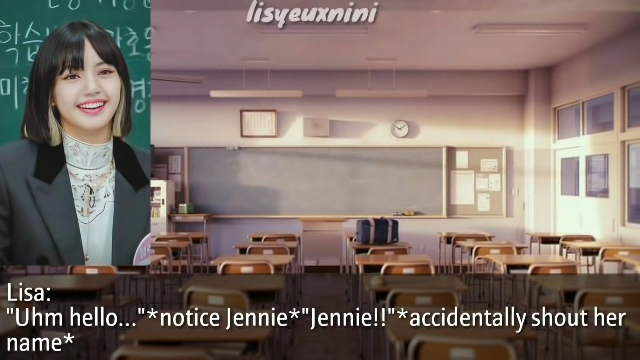 lisyeuxnini
Lisa:
"Uhm hello..."*notice Jennie*"Jennie!!"*accidentally shout her
name*